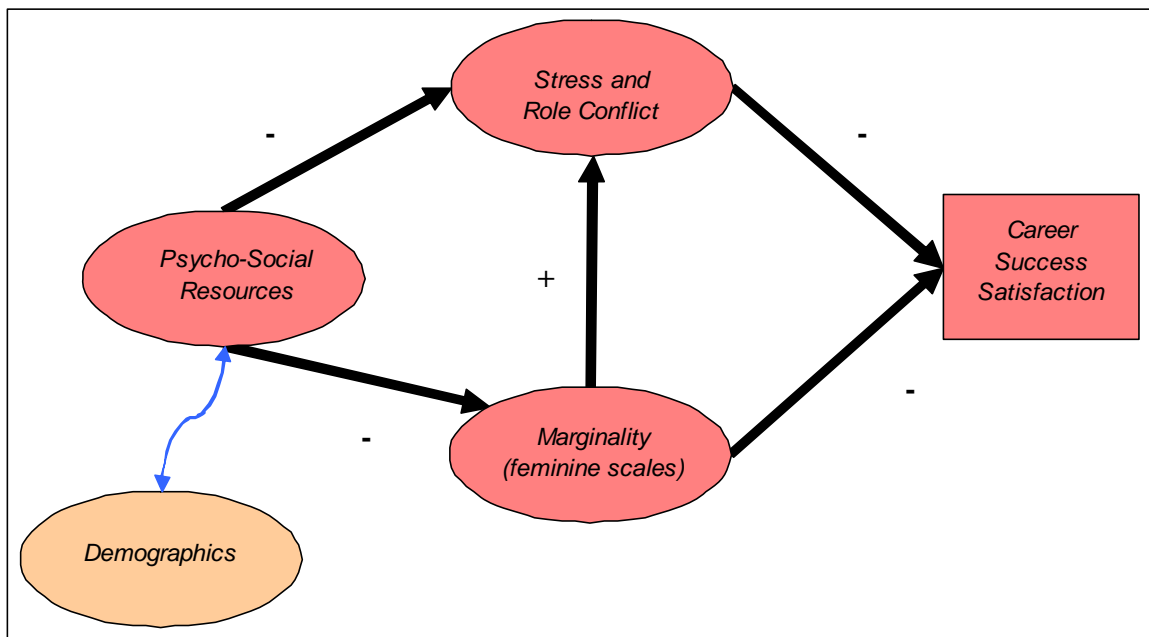 Stress and
Role Conflict
-
-
Psycho-Social
Resources
+
Career
Success
Satisfaction
-
Marginality
(feminine scales)
-
Demographics